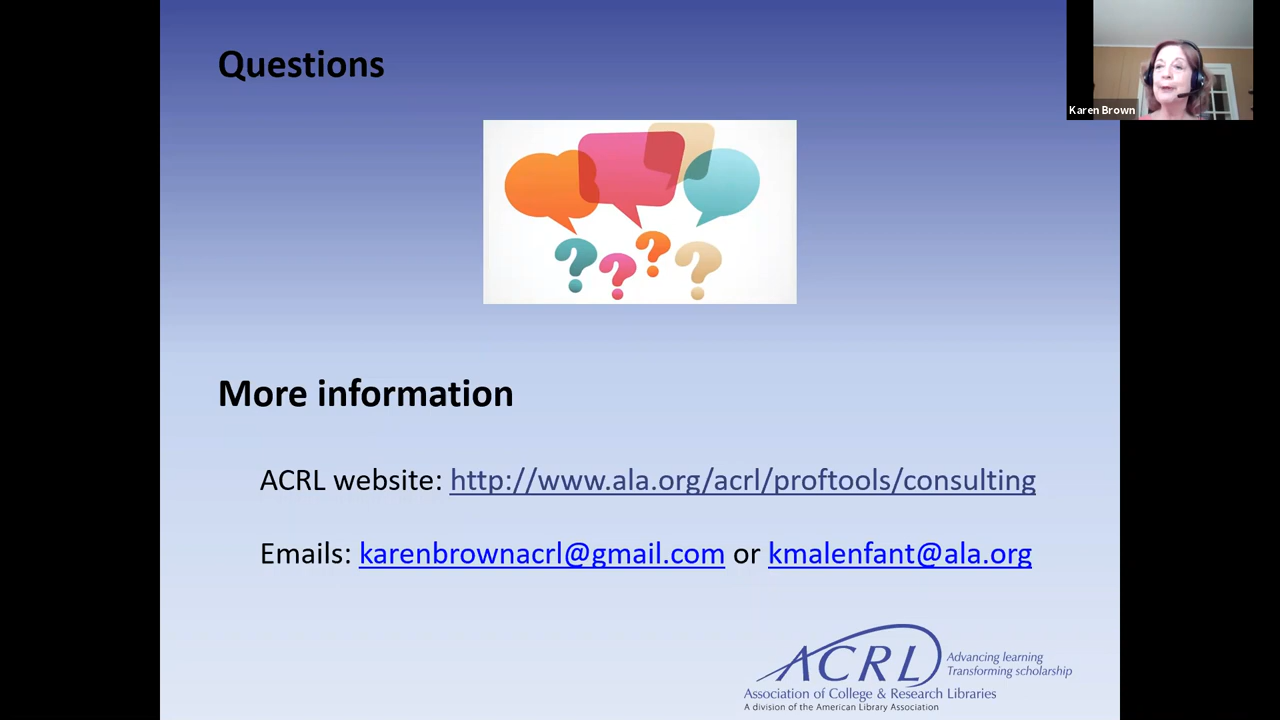 Questions
Karen Brown
? ? ? ?
More information
ACRL website: http://www.ala.org/acrl/proftools/consulting
Emails: karenbrownacrl@gmail.com or kmalenfant@ala.org
ACRL
Advancing learning
Transforming scholarship
Association of College & Research Libraries
A division of the American Library Association